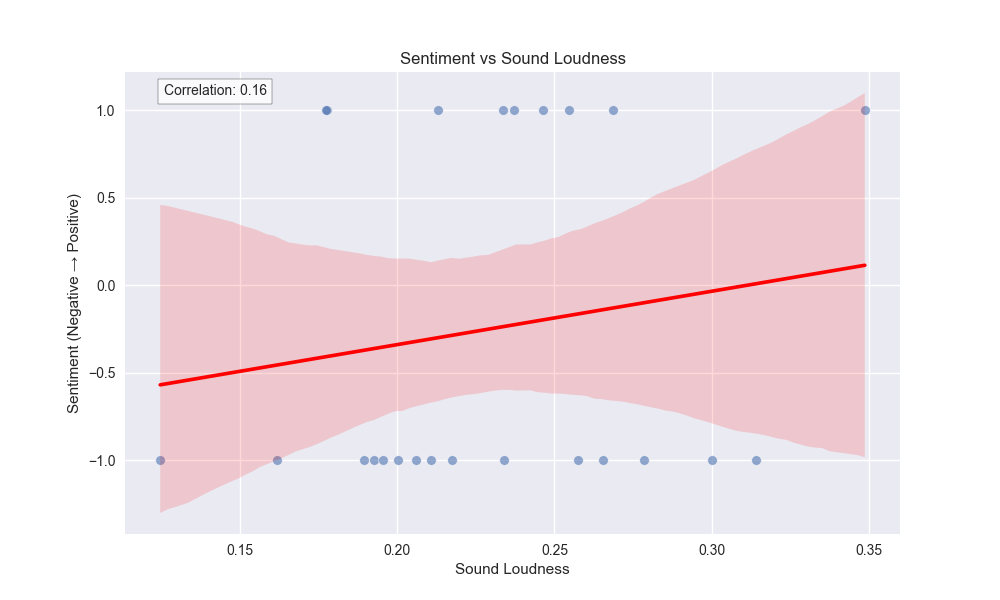 Sentiment vs Sound Loudness
Correlation: 0.16
1.0
0.5
0.0
−0.5
−1.0
Sentiment (Negative → Positive)
0.15
0.20
0.25
0.30
0.35
Sound Loudness